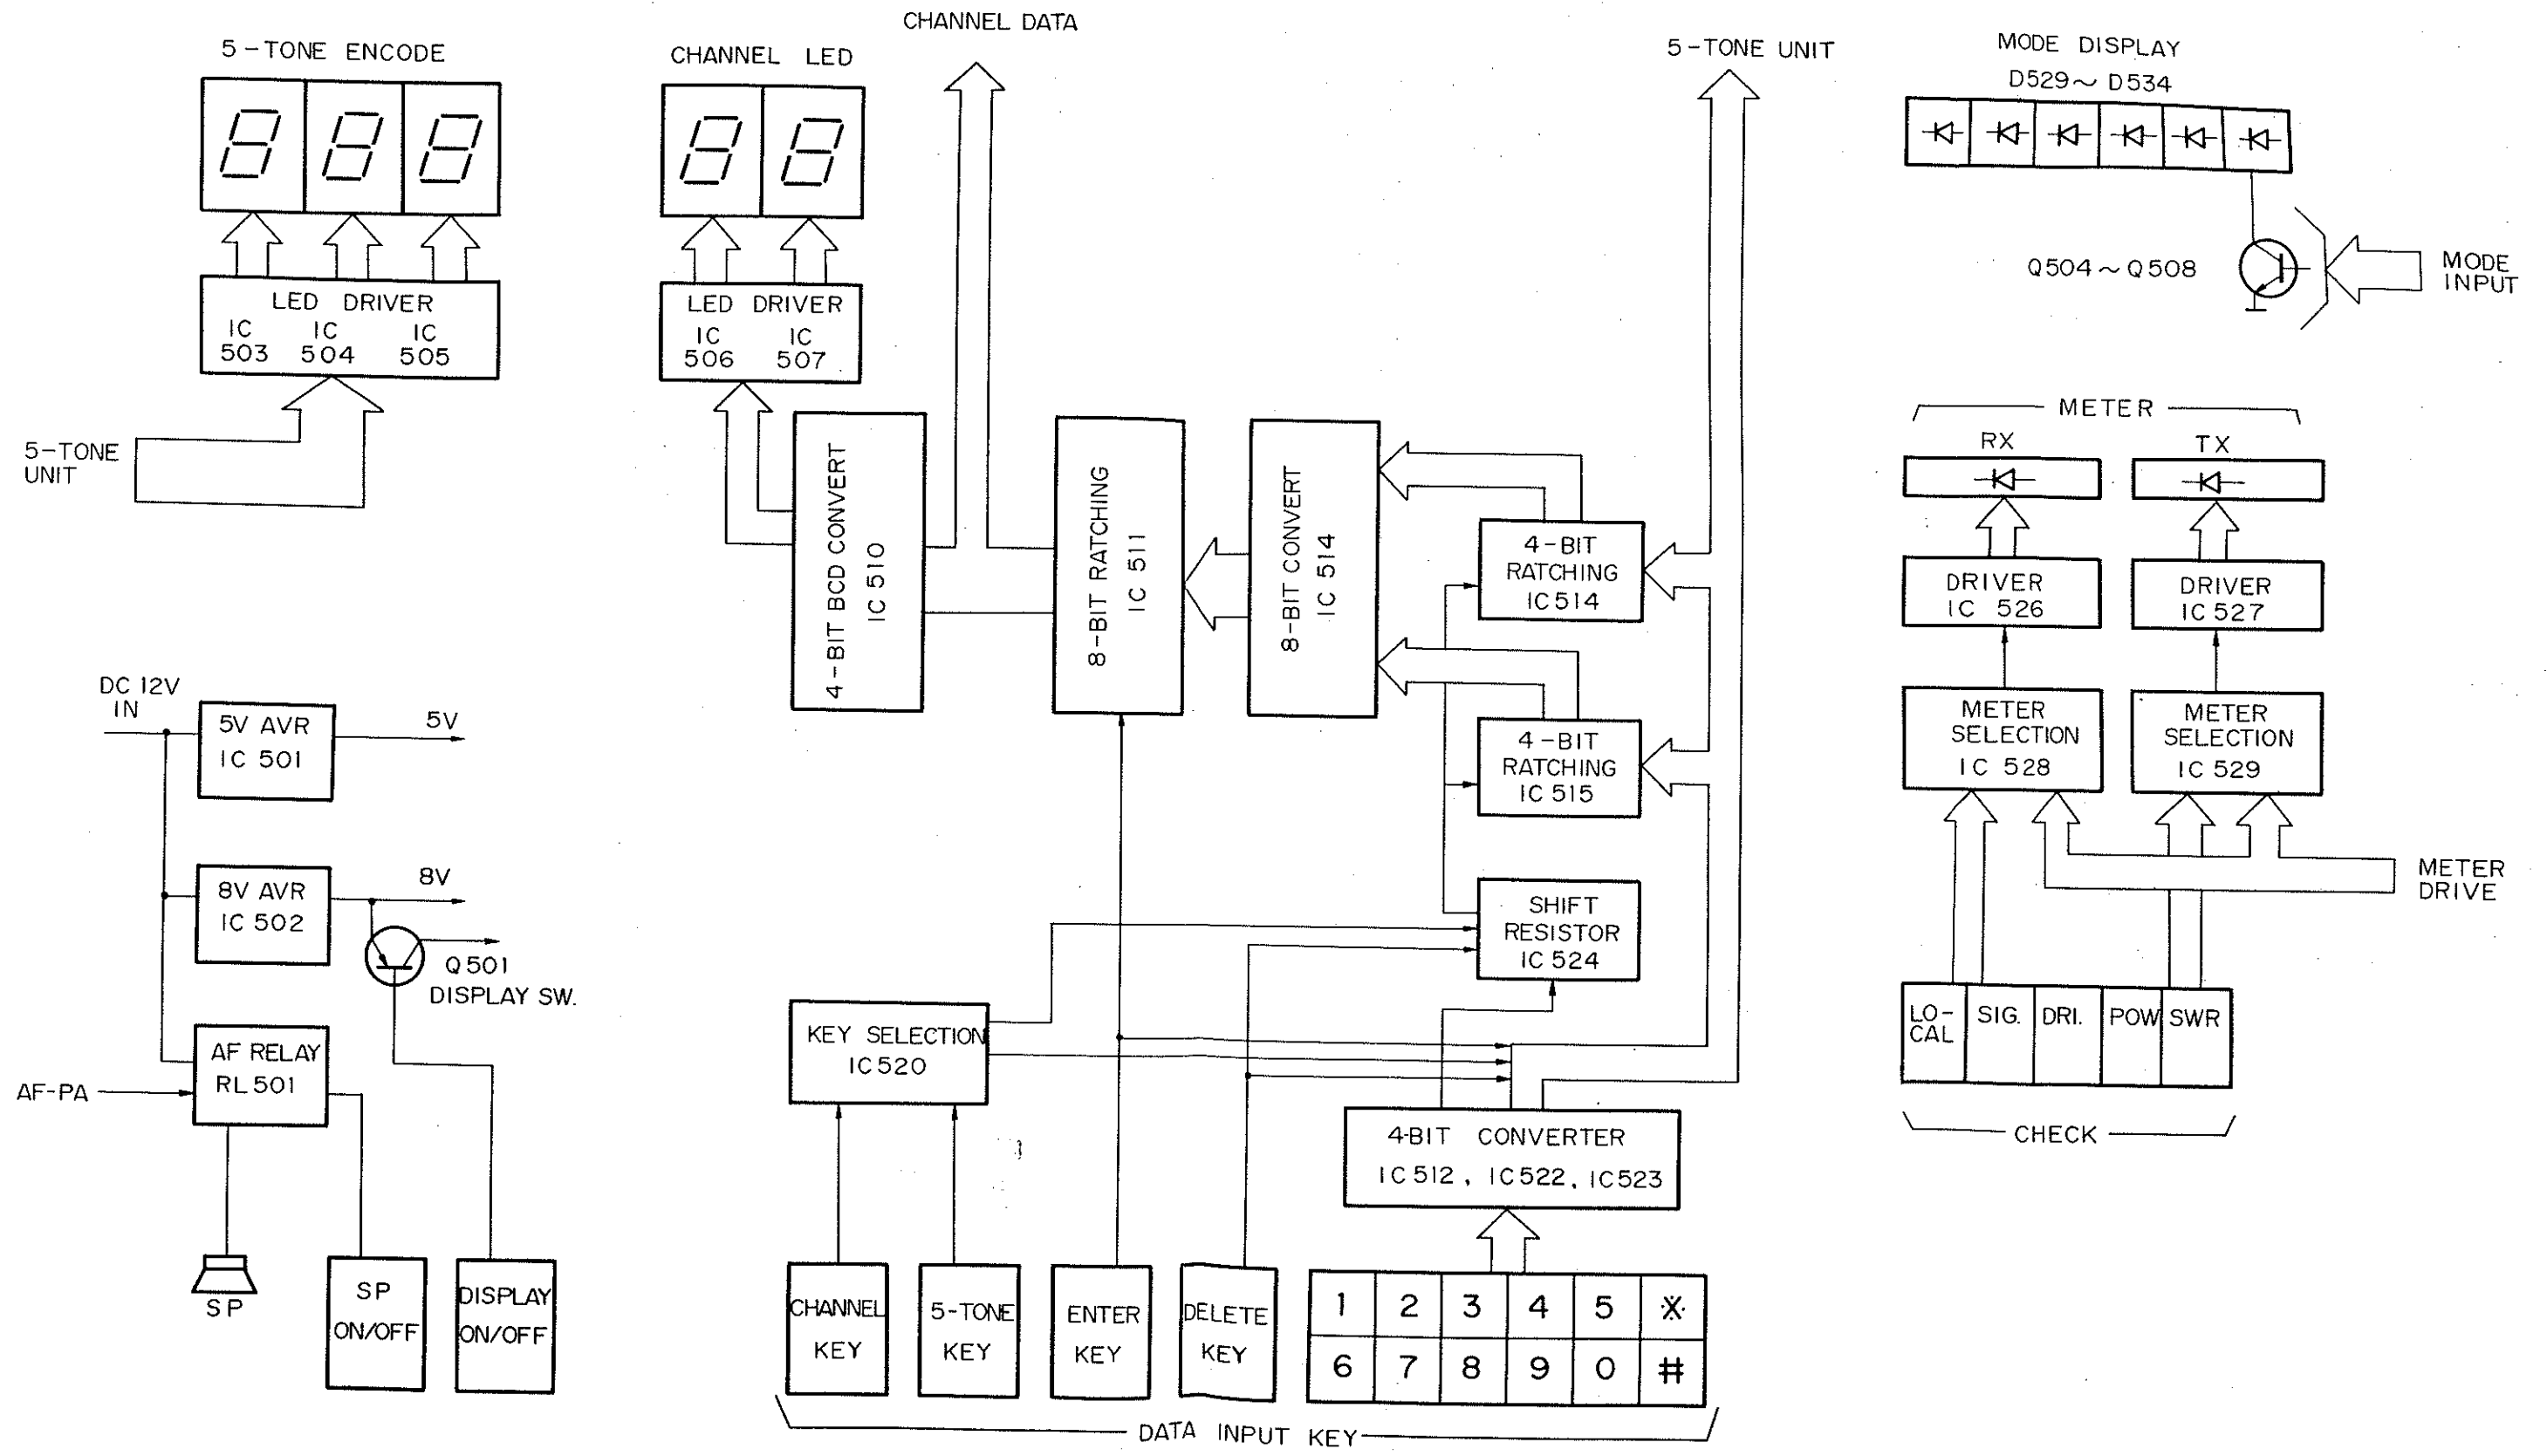 5-TONE ENCODE
LED DRIVER
IC 503
IC 504
IC 505
5-TONE
UNIT
CHANNEL LED
LED DRIVER
IC 506
IC 507
CHANNEL DATA
5-TONE UNIT
4-BIT BCD CONVERT
IC 510
8-BIT RATCHING
IC 511
8-BIT CONVERT
IC 514
4-BIT
RATCHING
IC 514
4-BIT
RATCHING
IC 515
SHIFT
RESISTOR
IC 524
KEY SELECTION
IC520
4-BIT CONVERTER
IC512, IC522, IC523
CHANNEL
KEY
5-TONE
KEY
ENTER
KEY
DELETE
KEY
1 2 3 4 5 ※
6 7 8 9 0 #
DATA INPUT KEY
DC 12V
IN
5V AVR
IC 501
5V
8V AVR
IC 502
8V
Q501
DISPLAY SW.
AF RELAY
RL501
AF-PA
SP
SP
ON/OFF
DISPLAY
ON/OFF
MODE DISPLAY
D529~D534
Q504~Q508
MODE
INPUT
METER
RX
TX
DRIVER
IC 526
DRIVER
IC 527
METER
SELECTION
IC 528
METER
SELECTION
IC 529
METER
DRIVE
LO-
CAL
SIG.
DRI.
POW
SWR
CHECK